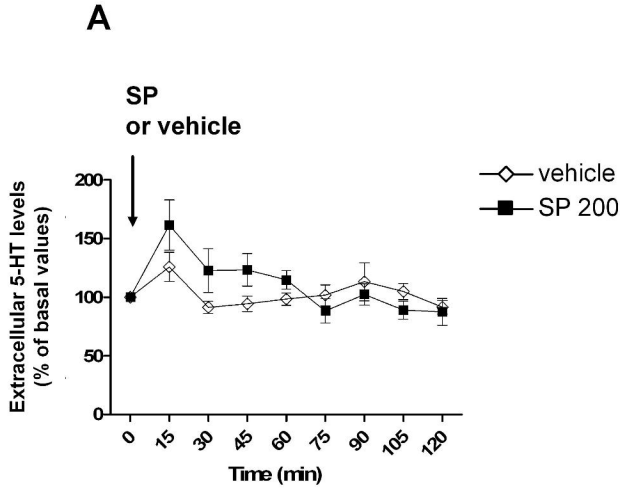 A
SP
or vehicle
vehicle
SP 200
Extracellular 5-HT levels
(% of basal values)
200
150
100
50
0
0 15 30 45 60 75 90 105 120
Time (min)